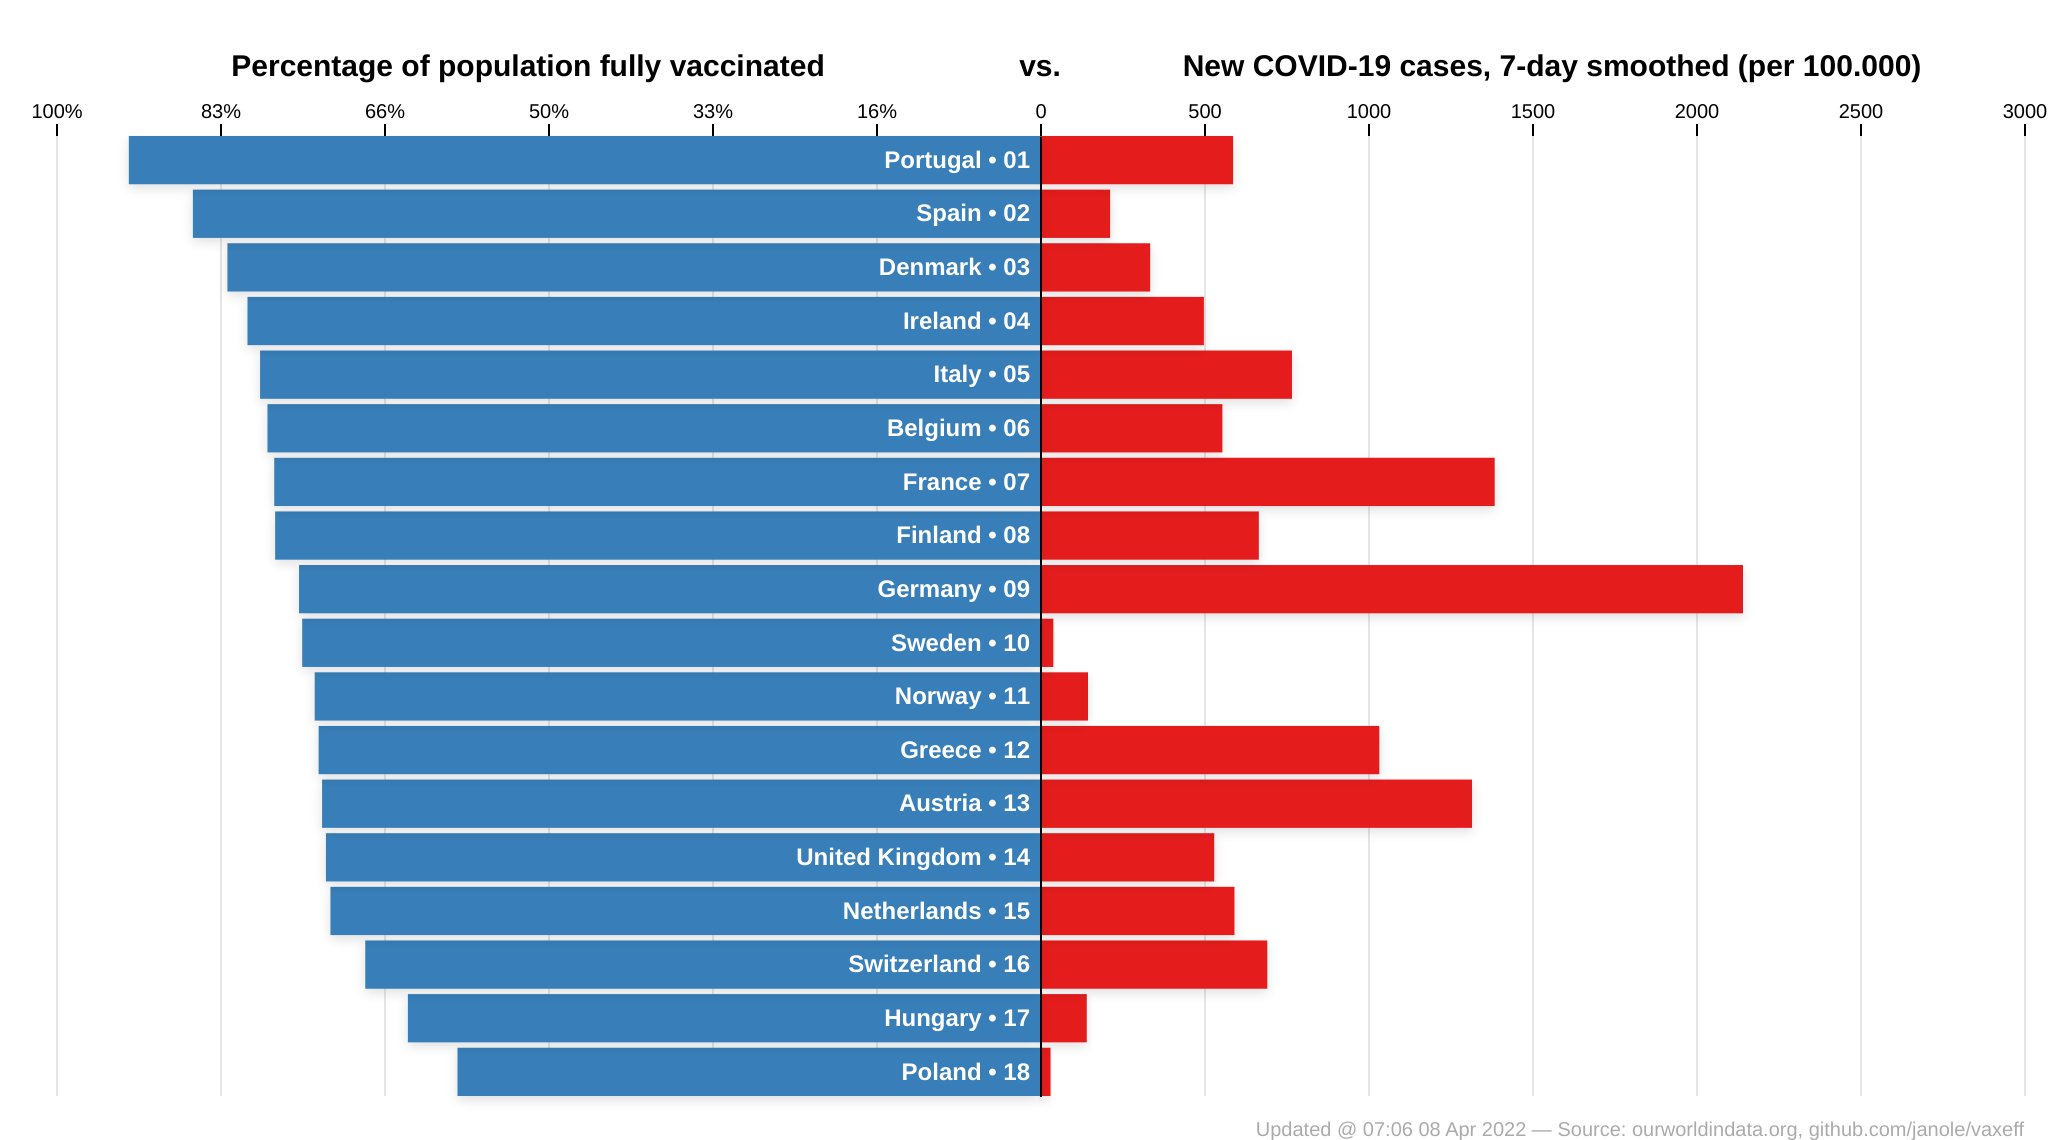 Percentage of population fully vaccinated vs. New COVID-19 cases, 7-day smoothed (per 100.000)
100% 83% 66% 50% 33% 16% 0 500 1000 1500 2000 2500 3000
Portugal • 01
Spain • 02
Denmark • 03
Ireland • 04
Italy • 05
Belgium • 06
France • 07
Finland • 08
Germany • 09
Sweden • 10
Norway • 11
Greece • 12
Austria • 13
United Kingdom • 14
Netherlands • 15
Switzerland • 16
Hungary • 17
Poland • 18
Updated @ 07:06 08 Apr 2022 — Source: ourworldindata.org, github.com/janole/vaxeff